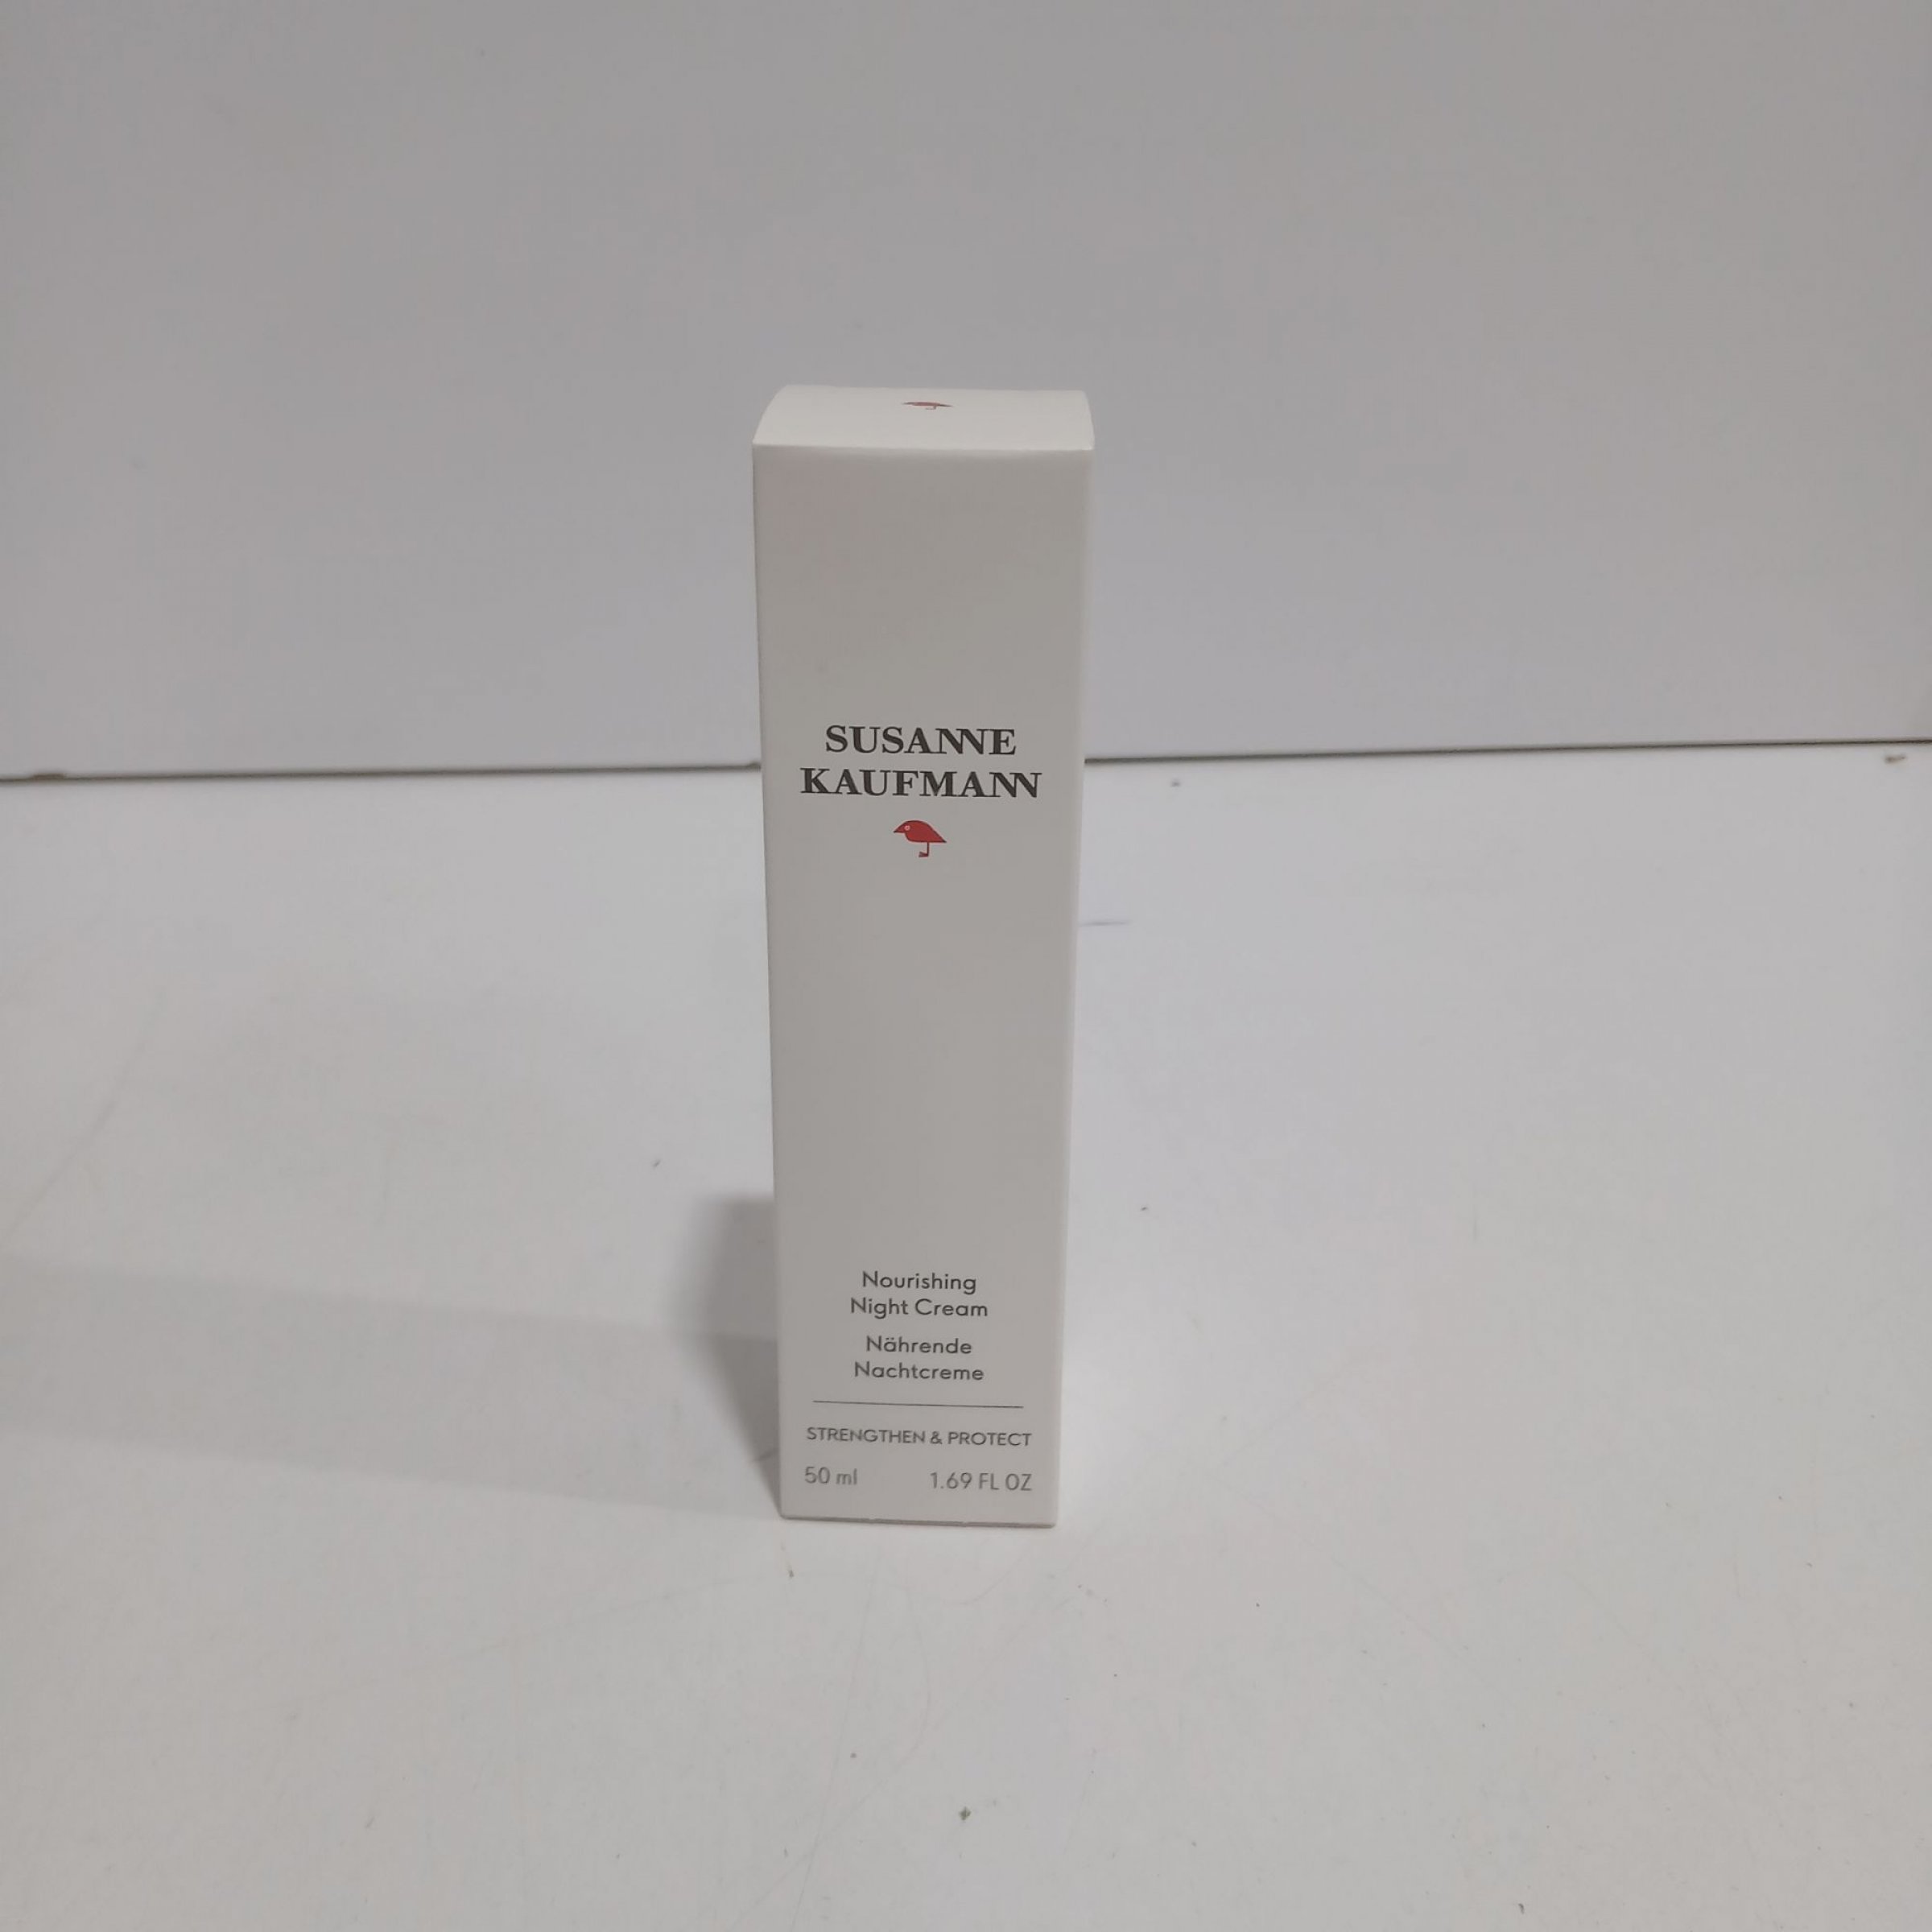 SUSANNE
KAUFMANN
Nourishing
Night Cream
Nährende
Nachtcreme
STRENGTHEN & PROTECT
50 ml 1.69 FL OZ